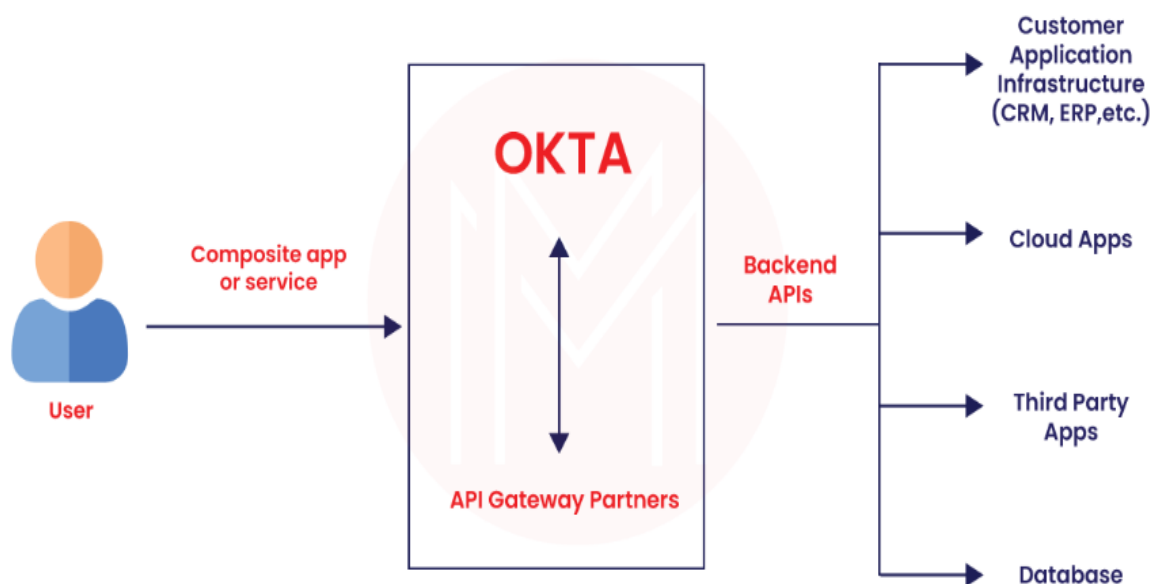 User
Composite app
or service
OKTA
API Gateway Partners
Backend
APIs
Customer
Application
Infrastructure
(CRM, ERP,etc.)
Cloud Apps
Third Party
Apps
Database